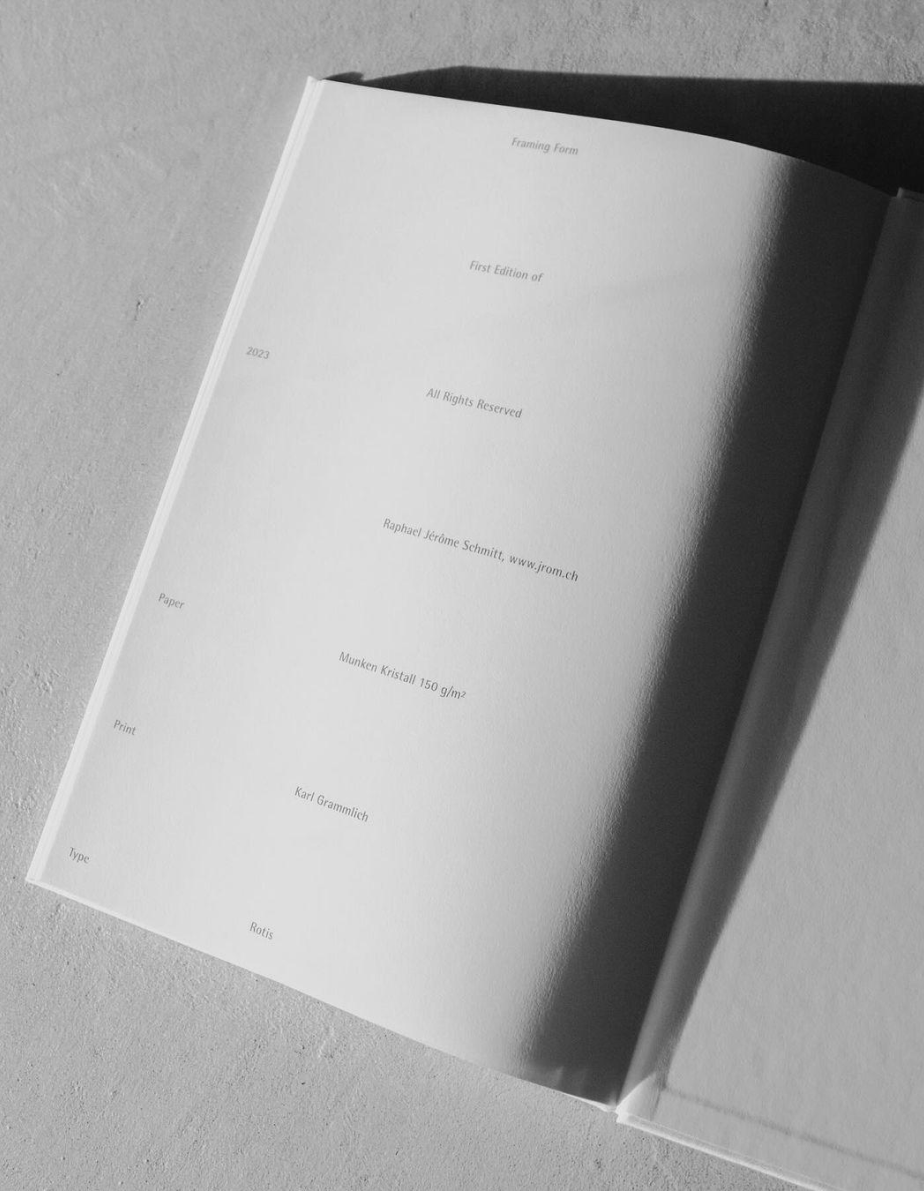 Framing Form
First Edition of
2023
All Rights Reserved
Raphael Jérôme Schmitt, www.jrom.ch
Paper
Munken Kristall 150 g/m²
Print
Karl Grammlich
Type
Rotis